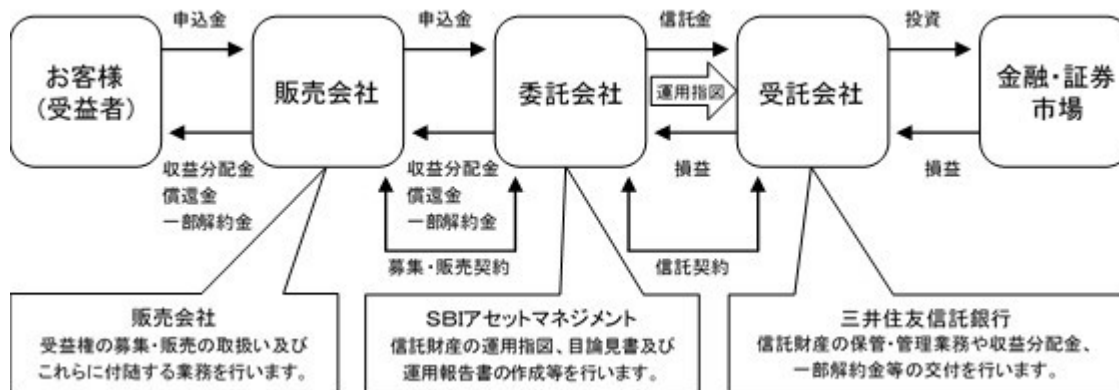 申込金
申込金
信託金
投資
お客様
（受益者）
販売会社
委託会社
運用指図
受託会社
金融・証券
市場
収益分配金
償還金
一部解約金
収益分配金
償還金
一部解約金
損益
損益
募集・販売契約
信託契約
販売会社
受益権の募集・販売の取扱い及び
これらに付随する業務を行います。
ＳＢＩアセットマネジメント
信託財産の運用指図、目論見書及び
運用報告書の作成等を行います。
三井住友信託銀行
信託財産の保管・管理業務や収益分配金、
一部解約金等の交付を行います。